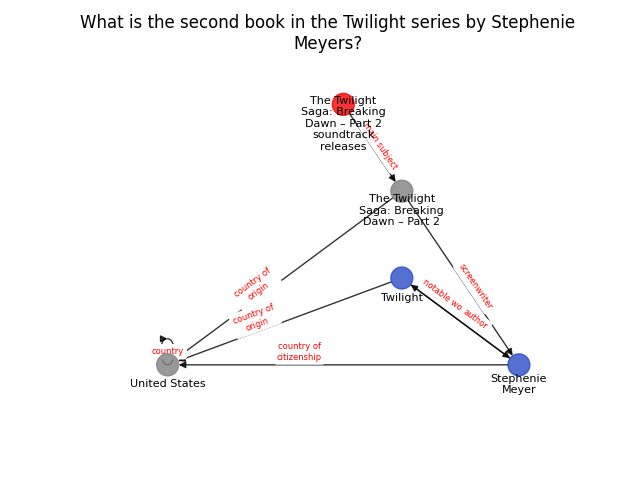 What is the second book in the Twilight series by Stephenie
Meyers?
The Twilight
Saga: Breaking
Dawn – Part 2
soundtrack
releases
main subject
The Twilight
Saga: Breaking
Dawn – Part 2
country of
origin
screenwriter
Twilight
notable wo
author
country of
origin
country
country of
citizenship
United States
Stephenie
Meyer